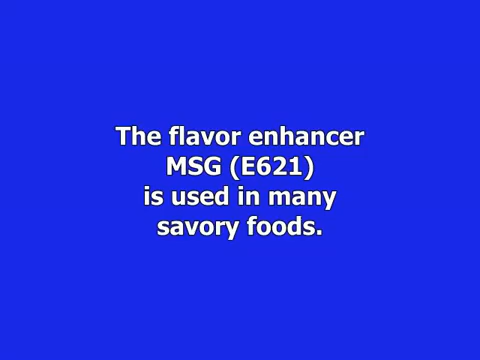 The flavor enhancer
MSG (E621)
is used in many
savory foods.